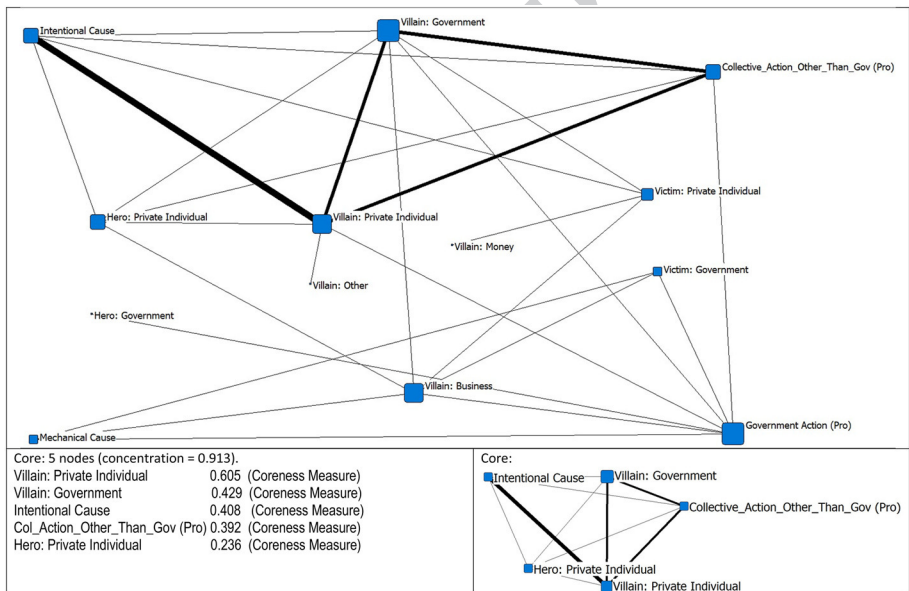 Intentional Cause
Villain: Government
Collective_Action_Other_Than_Gov (Pro)
Victim: Private Individual
Hero: Private Individual
Villain: Private Individual
Villain: Money
Victim: Government
Villain: Other
Hero: Government
Villain: Business
Government Action (Pro)
Mechanical Cause
Core: 5 nodes (concentration = 0.913).
Villain: Private Individual 0.605 (Coreness Measure)
Villain: Government 0.429 (Coreness Measure)
Intentional Cause 0.408 (Coreness Measure)
Col_Action_Other_Than_Gov (Pro) 0.392 (Coreness Measure)
Hero: Private Individual 0.236 (Coreness Measure)
Core:
Intentional Cause
Villain: Government
Collective_Action_Other_Than_Gov (Pro)
Hero: Private Individual
Villain: Private Individual